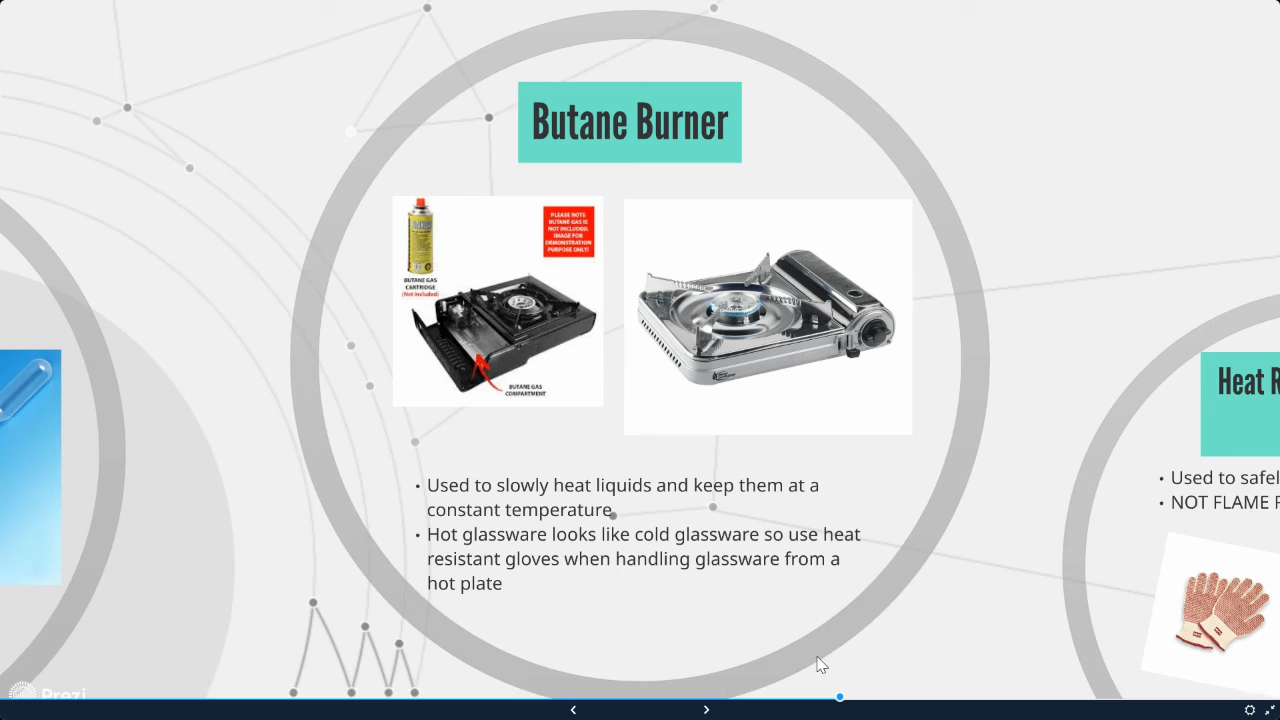 Butane Burner
PLEASE NOTE
BUTANE GAS IS
NOT INCLUDED.
IMAGE FOR
DEMONSTRATION
PURPOSE ONLY!
BUTANE GAS
CARTRIDGE
(Not Included)
BUTANE GAS
COMPARTMENT
• Used to slowly heat liquids and keep them at a
constant temperature
• Hot glassware looks like cold glassware so use heat
resistant gloves when handling glassware from a
hot plate
Heat R
• Used to safel
• NOT FLAME F
Prezi